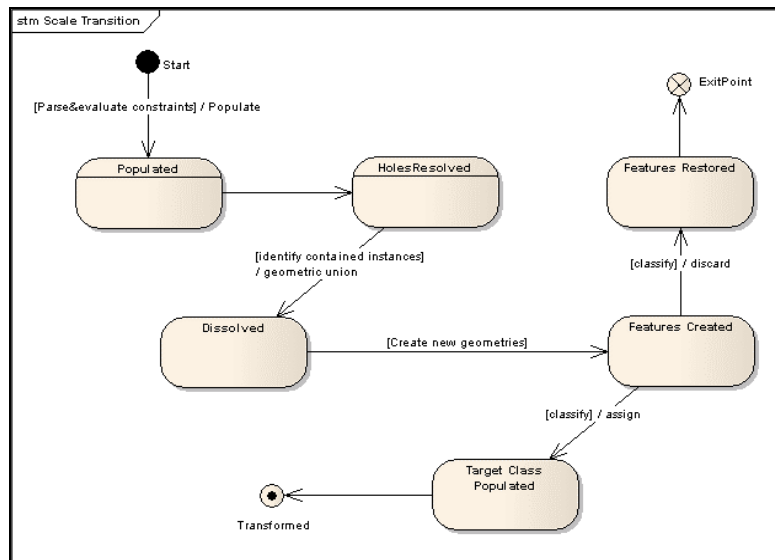 stm Scale Transition
Start
ExitPoint
[Parse&evaluate constraints] / Populate
Populated
HolesResolved
Features Restored
[identify contained instances]
/ geometric union
[classify] / discard
Dissolved
[Create new geometries]
Features Created
[classify] / assign
Target Class
Populated
Transformed